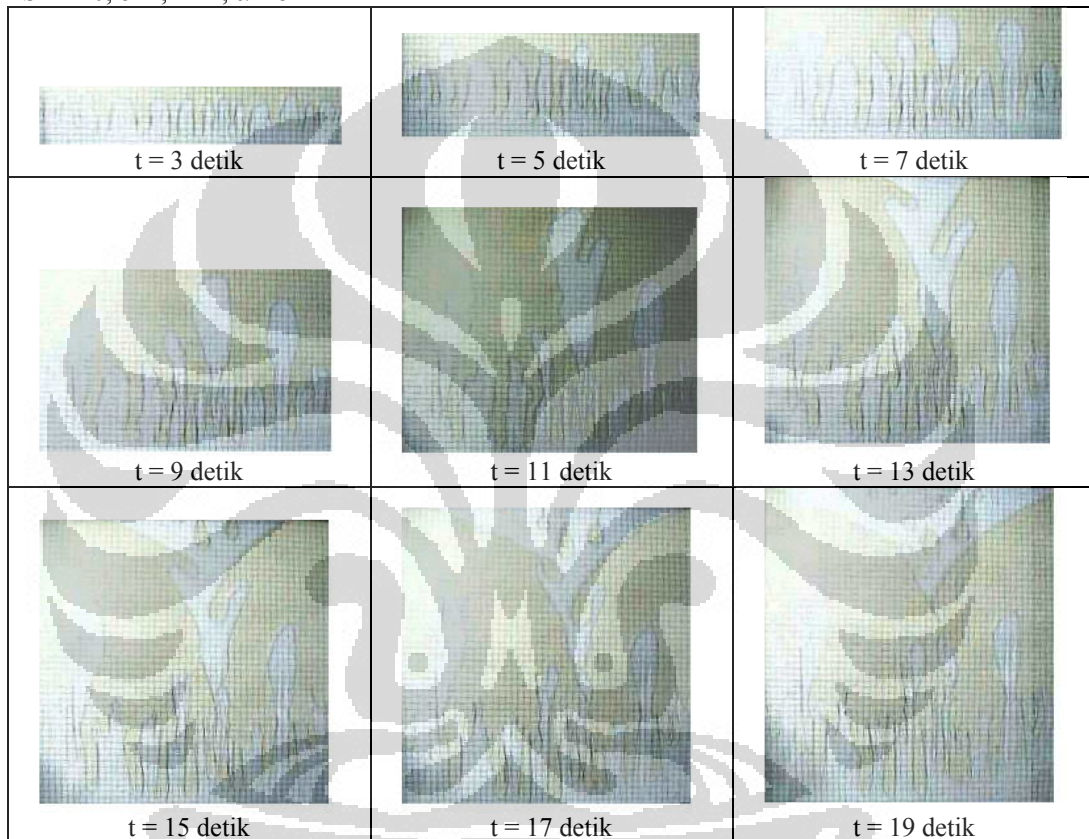 t = 3 detik
t = 5 detik
t = 7 detik
t = 9 detik
t = 11 detik
t = 13 detik
t = 15 detik
t = 17 detik
t = 19 detik